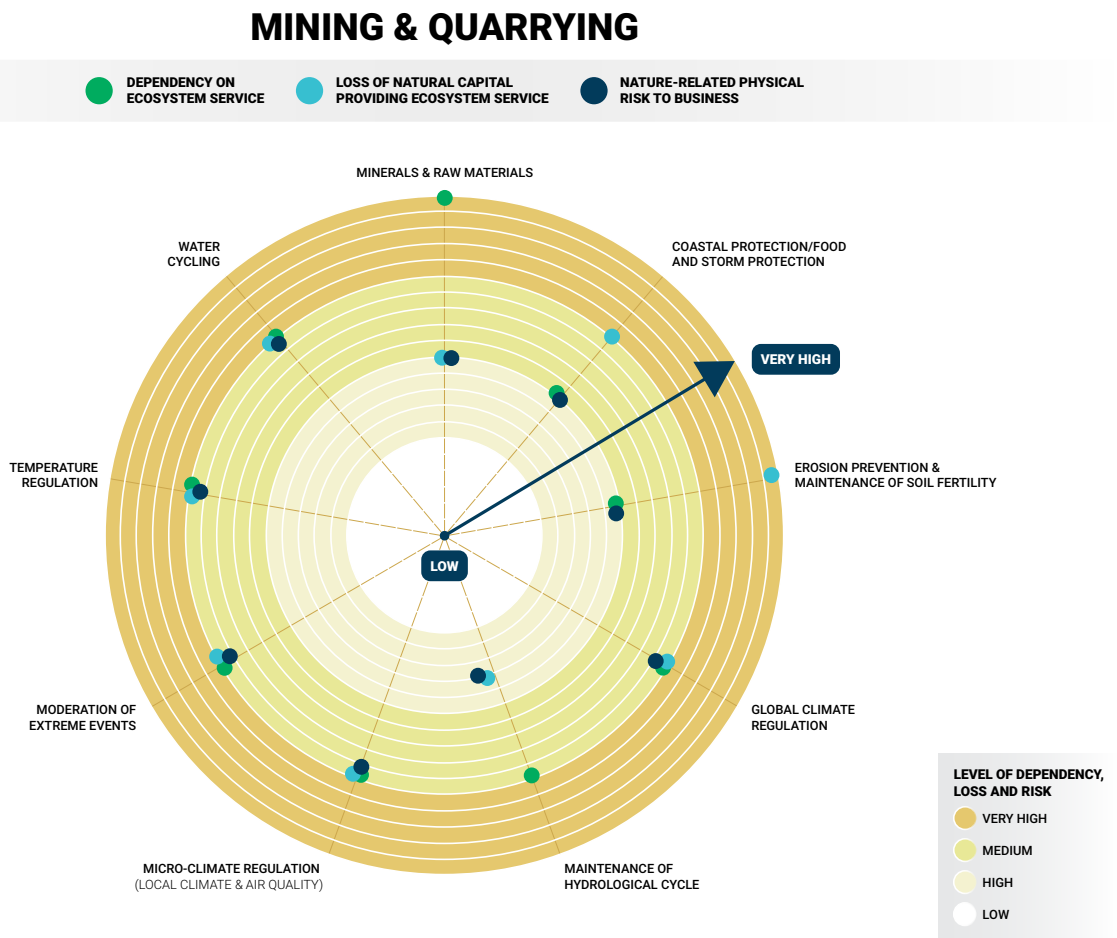 MINING & QUARRYING
DEPENDENCY ON
ECOSYSTEM SERVICE
LOSS OF NATURAL CAPITAL
PROVIDING ECOSYSTEM SERVICE
NATURE-RELATED PHYSICAL
RISK TO BUSINESS
MINERALS & RAW MATERIALS
WATER
CYCLING
COASTAL PROTECTION/FOOD
AND STORM PROTECTION
VERY HIGH
TEMPERATURE
REGULATION
EROSION PREVENTION &
MAINTENANCE OF SOIL FERTILITY
LOW
MODERATION OF
EXTREME EVENTS
GLOBAL CLIMATE
REGULATION
MICRO-CLIMATE REGULATION
(LOCAL CLIMATE & AIR QUALITY)
MAINTENANCE OF
HYDROLOGICAL CYCLE
LEVEL OF DEPENDENCY,
LOSS AND RISK
VERY HIGH
MEDIUM
HIGH
LOW